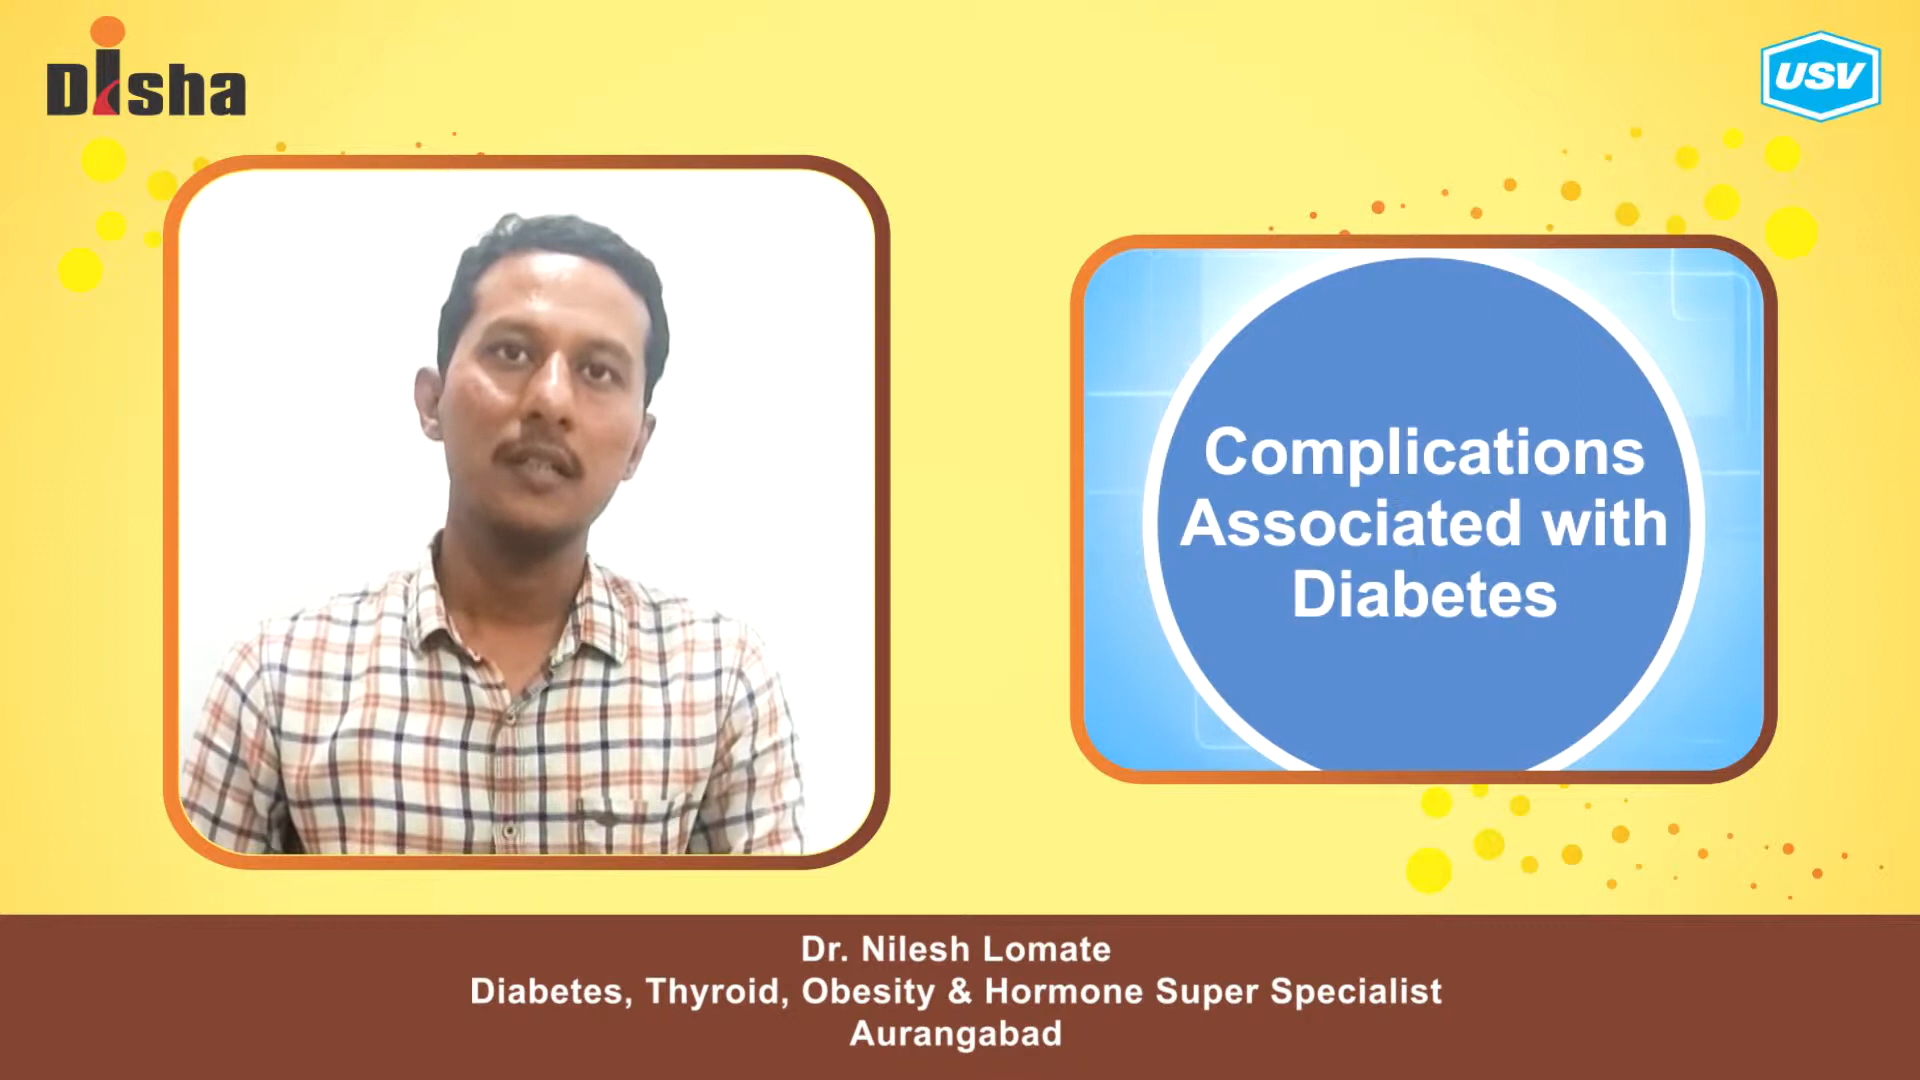 Disha
USV
Complications
Associated with
Diabetes
Dr. Nilesh Lomate
Diabetes, Thyroid, Obesity & Hormone Super Specialist
Aurangabad